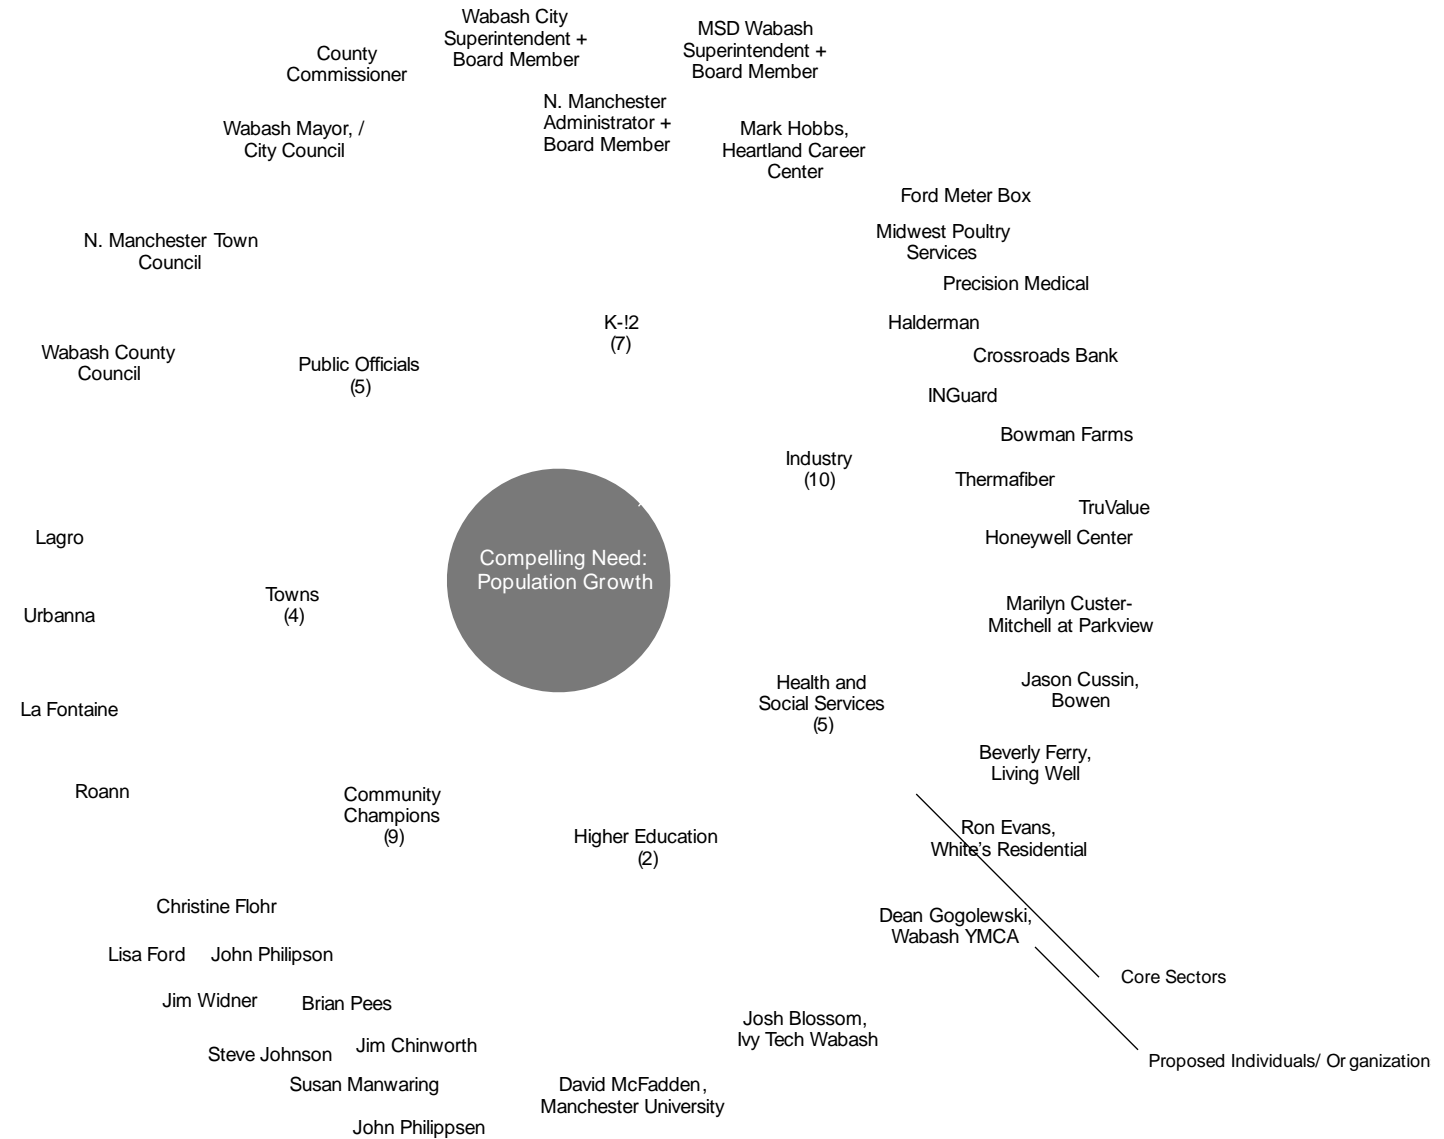 Wabash City
Superintendent +
Board Member
MSD Wabash
Superintendent +
Board Member
County
Commissioner
N. Manchester
Administrator +
Board Member
Wabash Mayor, /
City Council
Mark Hobbs,
Heartland Career
Center
Ford Meter Box
Midwest Poultry
Services
N. Manchester Town
Council
Precision Medical
K-!2
(7)
Halderman
Wabash County
Council
Public Officials
(5)
Crossroads Bank
INGuard
Bowman Farms
Industry
(10)
Thermafiber
TruValue
Lagro
Honeywell Center
Compelling Need:
Population Growth
Towns
(4)
Urbanna
Marilyn Custer-
Mitchell at Parkview
Health and
Social Services
(5)
Jason Cussin,
Bowen
La Fontaine
Beverly Ferry,
Living Well
Roann
Community
Champions
(9)
Higher Education
(2)
Ron Evans,
White's Residential
Christine Flohr
Dean Gogolewski,
Wabash YMCA
Lisa Ford
John Philipson
Core Sectors
Jim Widner
Brian Pees
Josh Blossom,
Ivy Tech Wabash
Steve Johnson
Jim Chinworth
Proposed Individuals/ Organization
Susan Manwaring
David McFadden,
Manchester University
John Philippsen